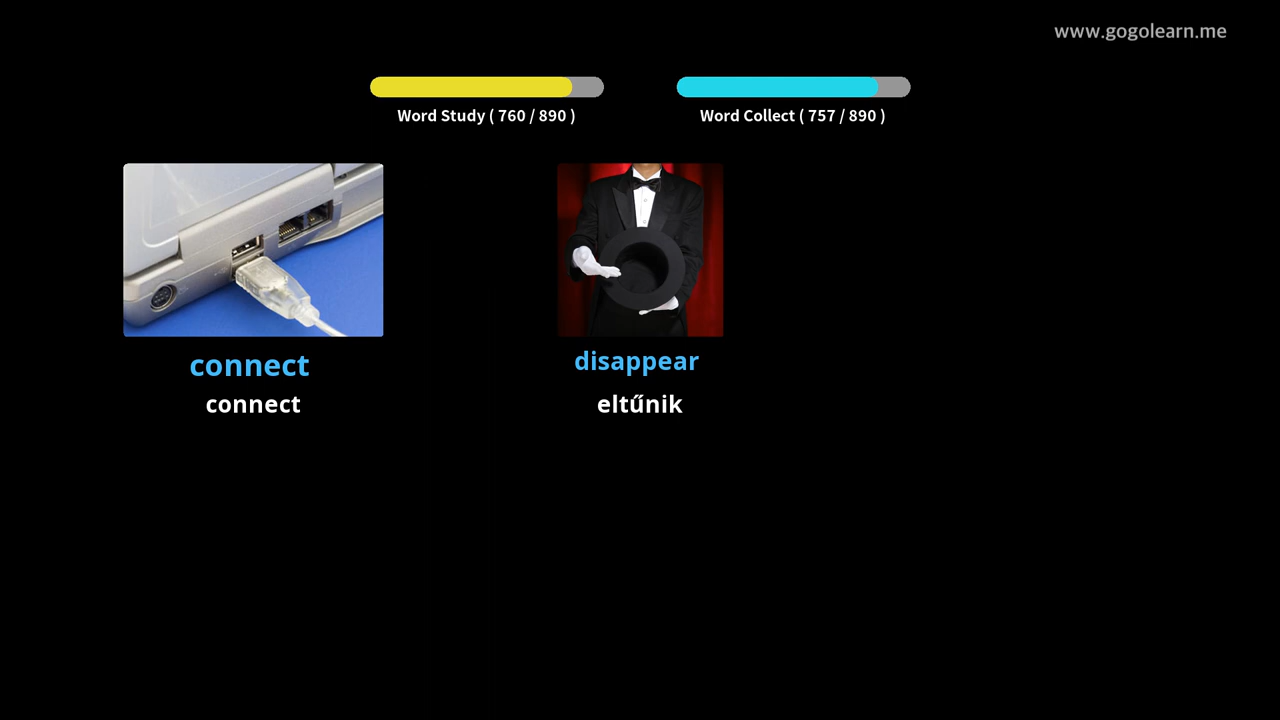 www.gogolearn.me
Word Study ( 760 / 890 )
Word Collect ( 757 / 890 )
connect
connect
disappear
eltűnik